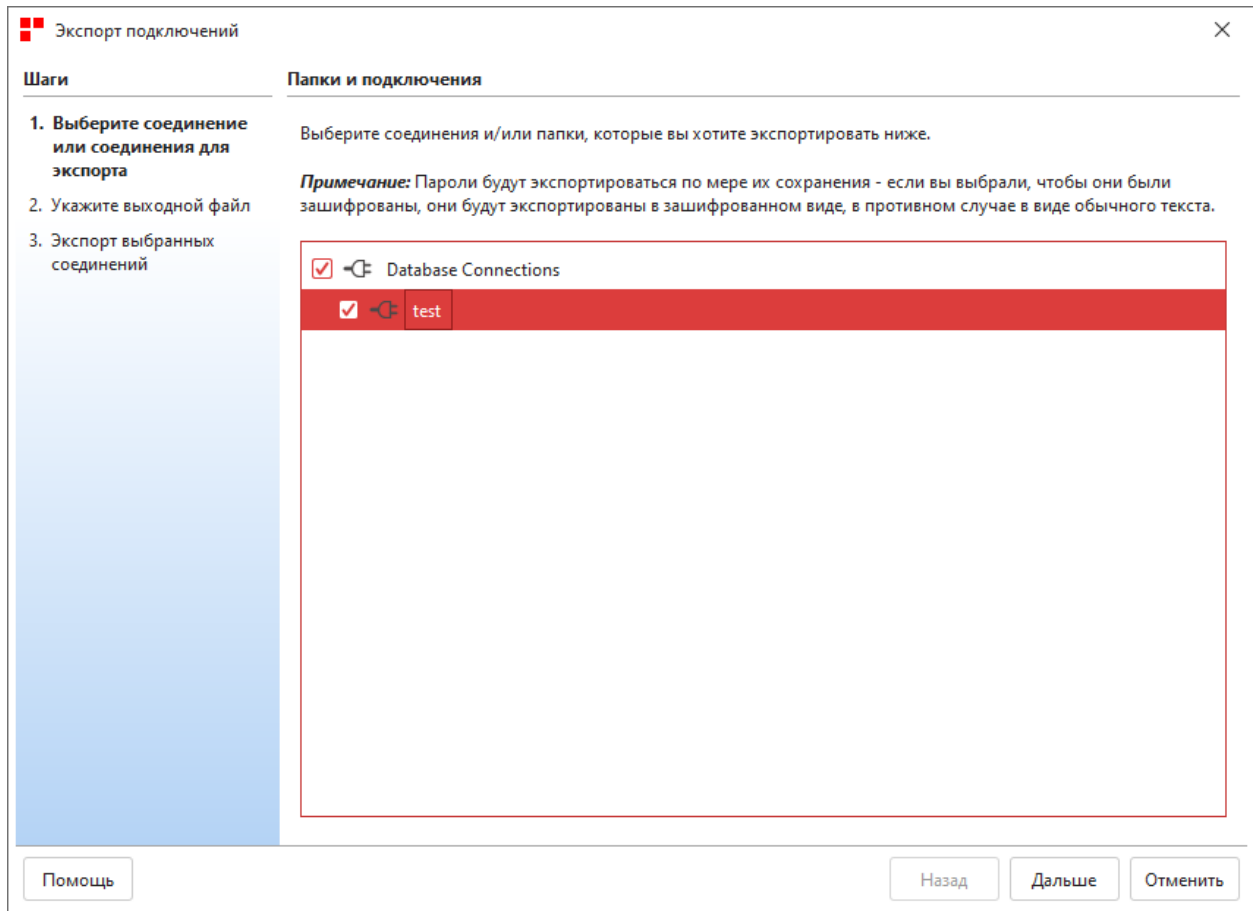 Экспорт подключений
Шаги
1. Выберите соединение
или соединения для
экспорта
2. Укажите выходной файл
3. Экспорт выбранных
соединений
Папки и подключения
Выберите соединения и/или папки, которые вы хотите экспортировать ниже.
Примечание: Пароли будут экспортироваться по мере их сохранения - если вы выбрали, чтобы они были
зашифрованы, они будут экспортированы в зашифрованном виде, в противном случае в виде обычного текста.
Database Connections
test
Помощь
Назад
Дальше
Отменить